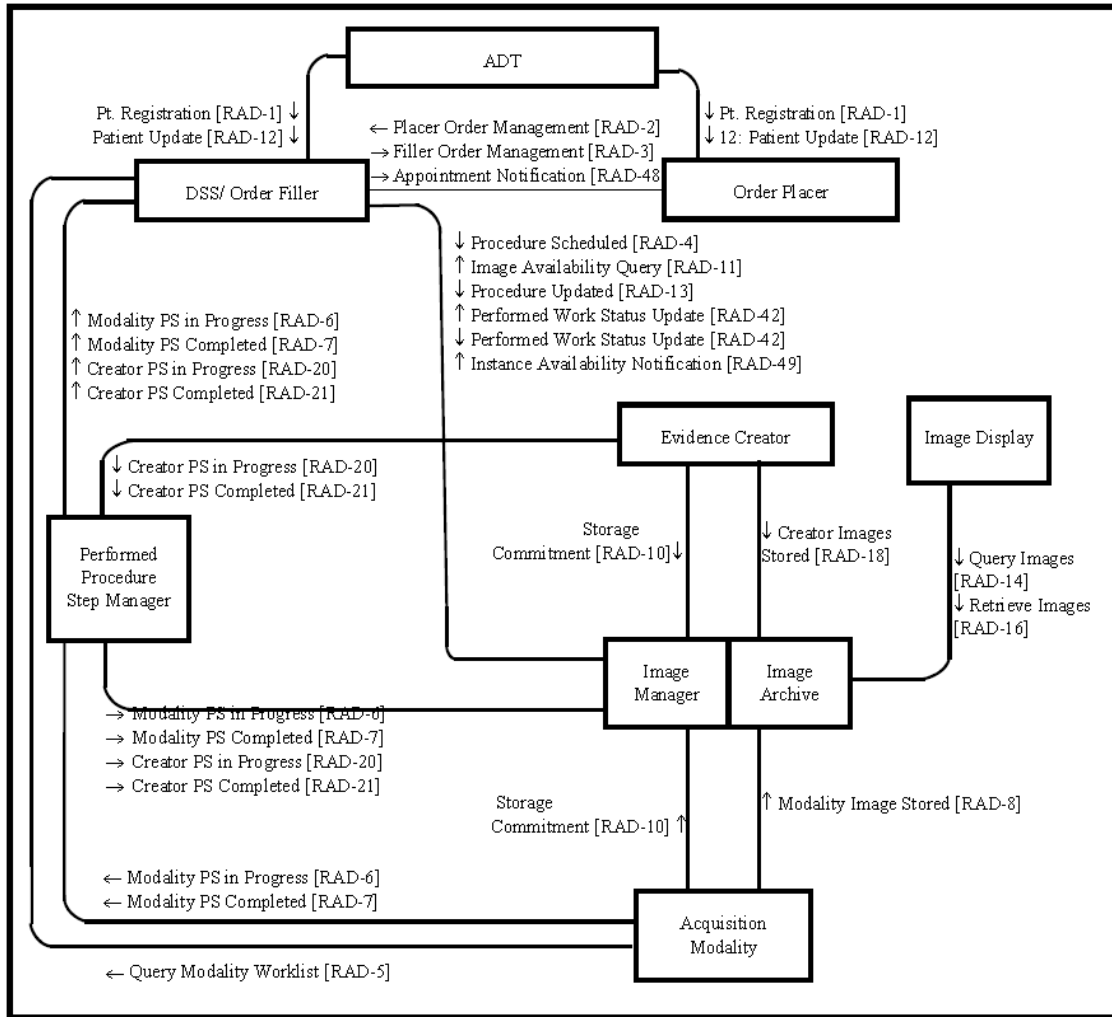 ADT
Pt. Registration [RAD-1] ↓
Patient Update [RAD-12] ↓
← Placer Order Management [RAD-2]
→ Filler Order Management [RAD-3]
→ Appointment Notification [RAD-48
↓ Pt. Registration [RAD-1]
↓ 12: Patient Update [RAD-12]
DSS/ Order Filler
Order Placer
↓ Procedure Scheduled [RAD-4]
↑ Image Availability Query [RAD-11]
↓ Procedure Updated [RAD-13]
↑ Performed Work Status Update [RAD-42]
↓ Performed Work Status Update [RAD-42]
↑ Instance Availability Notification [RAD-49]
↑ Modality PS in Progress [RAD-6]
↑ Modality PS Completed [RAD-7]
↑ Creator PS in Progress [RAD-20]
↑ Creator PS Completed [RAD-21]
Evidence Creator
Image Display
↓ Creator PS in Progress [RAD-20]
↓ Creator PS Completed [RAD-21]
Performed
Procedure
Step Manager
Storage
Commitment [RAD-10] ↓
↓ Creator Images
Stored [RAD-18]
↓ Query Images
[RAD-14]
↓ Retrieve Images
[RAD-16]
Image
Manager
Image
Archive
→ Modality PS in Progress [RAD-6]
→ Modality PS Completed [RAD-7]
→ Creator PS in Progress [RAD-20]
→ Creator PS Completed [RAD-21]
Storage
Commitment [RAD-10] ↑
↑ Modality Image Stored [RAD-8]
← Modality PS in Progress [RAD-6]
← Modality PS Completed [RAD-7]
Acquisition
Modality
← Query Modality Worklist [RAD-5]